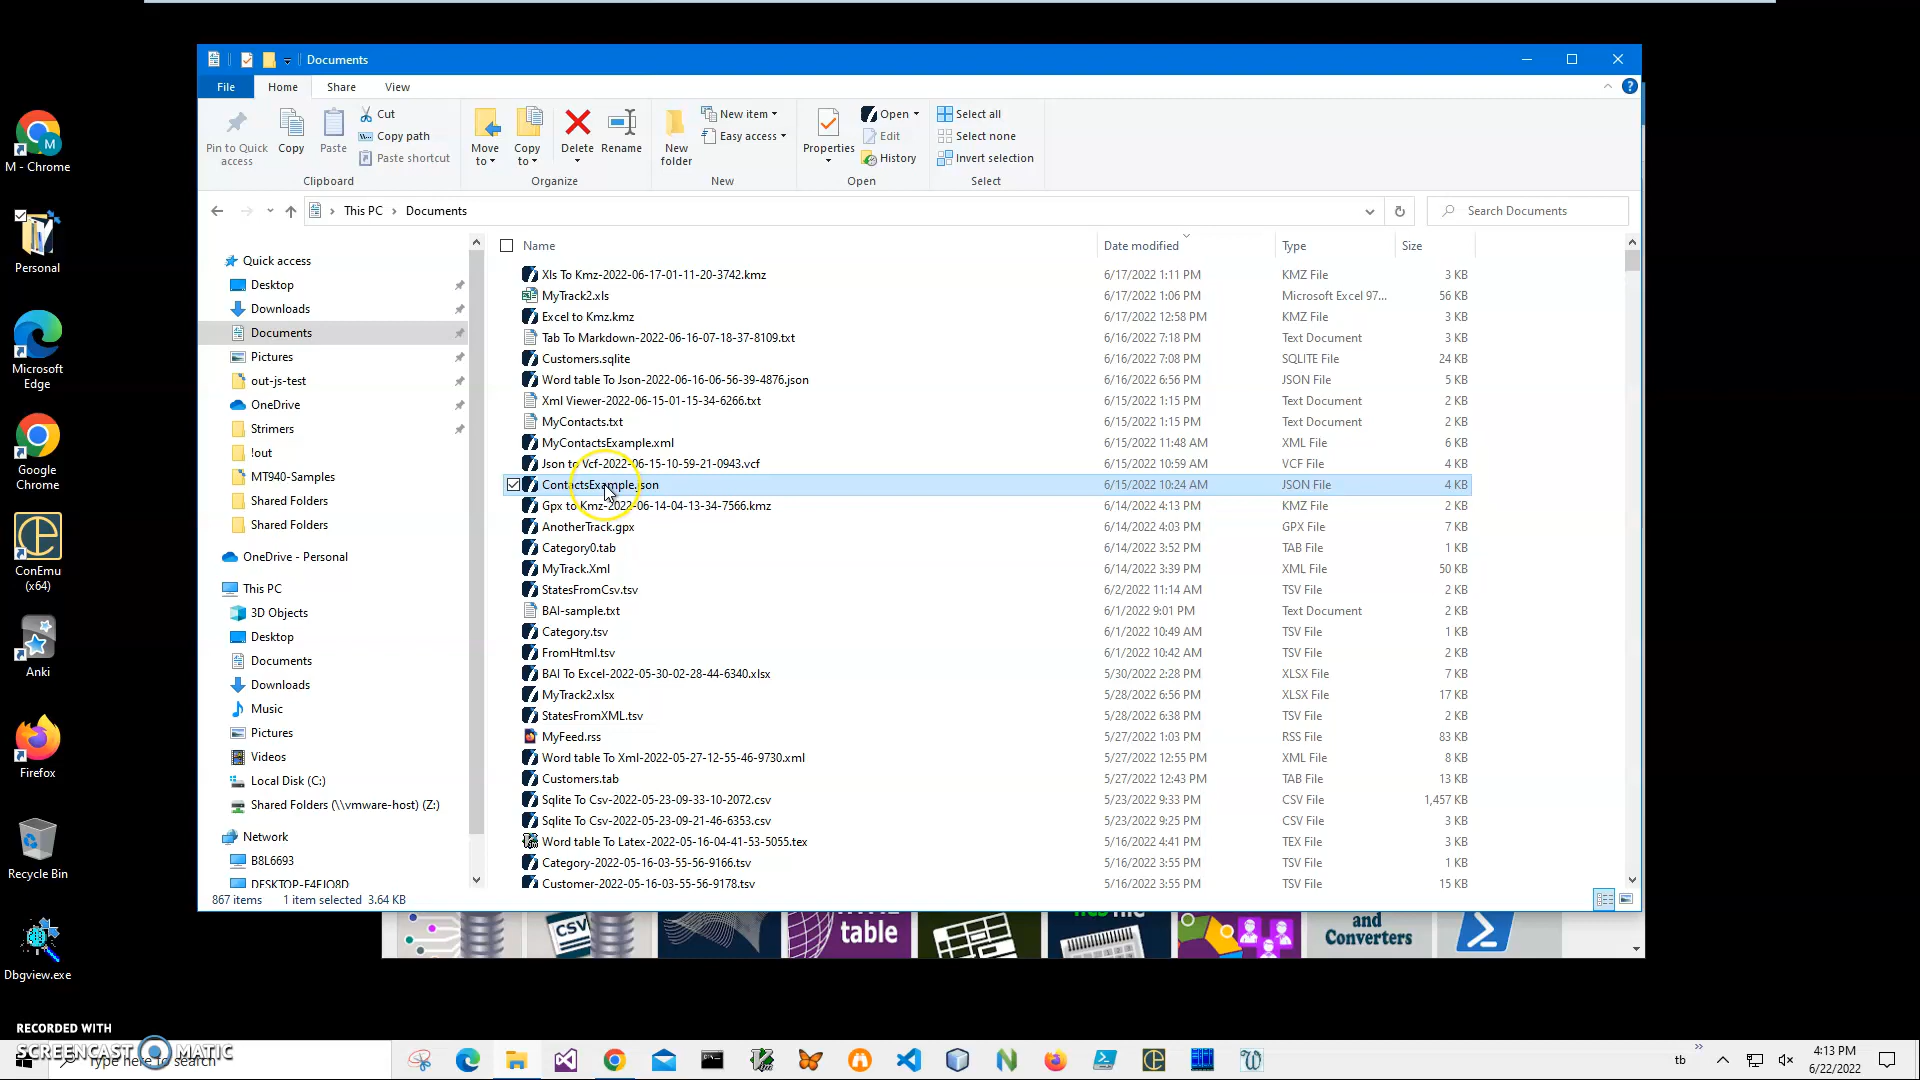 Documents
File Home Share View
Pin to Quick access
Copy
Paste
Cut
Copy path
Paste shortcut
Clipboard
Move to
Copy to
Delete
Rename
Organize
New folder
New item
Easy access
New
Properties
Open
Edit
History
Open
Select all
Select none
Invert selection
Select
This PC > Documents
Search Documents
Name Date modified Type Size
Xls To Kmz-2022-06-17-01-11-20-3742.kmz 6/17/2022 1:11 PM KMZ File 3 KB
MyTrack2.xls 6/17/2022 1:06 PM Microsoft Excel 97... 56 KB
Excel to Kmz.kmz 6/17/2022 12:58 PM KMZ File 3 KB
Tab To Markdown-2022-06-16-07-18-37-8109.txt 6/16/2022 7:18 PM Text Document 3 KB
Customers.sqlite 6/16/2022 7:08 PM SQLITE File 24 KB
Word table To Json-2022-06-16-06-56-39-4876.json 6/16/2022 6:56 PM JSON File 5 KB
Xml Viewer-2022-06-15-01-15-34-6266.txt 6/15/2022 1:15 PM Text Document 2 KB
MyContacts.txt 6/15/2022 1:15 PM Text Document 2 KB
MyContactsExample.xml 6/15/2022 11:48 AM XML File 6 KB
Json to Vcf-2022-06-15-10-59-21-0943.vcf 6/15/2022 10:59 AM VCF File 4 KB
ContactsExample.json 6/15/2022 10:24 AM JSON File 4 KB
Gpx to Kmz-2022-06-14-04-13-34-7566.kmz 6/14/2022 4:13 PM KMZ File 2 KB
AnotherTrack.gpx 6/14/2022 4:03 PM GPX File 7 KB
Category0.tab 6/14/2022 3:52 PM TAB File 1 KB
MyTrack.Xml 6/14/2022 3:39 PM XML File 50 KB
StatesFromCsv.tsv 6/2/2022 11:14 AM TSV File 2 KB
BAI-sample.txt 6/1/2022 9:01 PM Text Document 2 KB
Category.tsv 6/1/2022 10:49 AM TSV File 1 KB
FromHtml.tsv 6/1/2022 10:42 AM TSV File 2 KB
BAI To Excel-2022-05-30-02-28-44-6340.xlsx 5/30/2022 2:28 PM XLSX File 7 KB
MyTrack2.xlsx 5/28/2022 6:56 PM XLSX File 17 KB
StatesFromXML.tsv 5/28/2022 6:38 PM TSV File 2 KB
MyFeed.rss 5/27/2022 1:03 PM RSS File 83 KB
Word table To Xml-2022-05-27-12-55-46-9730.xml 5/27/2022 12:55 PM XML File 8 KB
Customers.tab 5/27/2022 12:43 PM TAB File 13 KB
Sqlite To Csv-2022-05-23-09-33-10-2072.csv 5/23/2022 9:33 PM CSV File 1,457 KB
Sqlite To Csv-2022-05-23-09-21-46-6353.csv 5/23/2022 9:25 PM CSV File 3 KB
Word table To Latex-2022-05-16-04-41-53-5055.tex 5/16/2022 4:41 PM TEX File 3 KB
Category-2022-05-16-03-55-56-9166.tsv 5/16/2022 3:55 PM TSV File 1 KB
Customer-2022-05-16-03-55-56-9178.tsv 5/16/2022 3:55 PM TSV File 15 KB
Quick access
Desktop
Downloads
Documents
Pictures
out-js-test
OneDrive
Strimers
!out
MT940-Samples
Shared Folders
Shared Folders
OneDrive - Personal
This PC
3D Objects
Desktop
Documents
Downloads
Music
Pictures
Videos
Local Disk (C:)
Shared Folders (\\vmware-host) (Z:)
Network
B8L6693
DESKTOP-F4FJO8D
867 items 1 item selected 3.64 KB
M - Chrome
Personal
Microsoft Edge
Google Chrome
ConEmu (x64)
Anki
Firefox
Recycle Bin
Dbgview.exe
CSV
table
and Converters
RECORDED WITH
SCREENCAST MATIC
Type here to search
tb
4:13 PM
6/22/2022